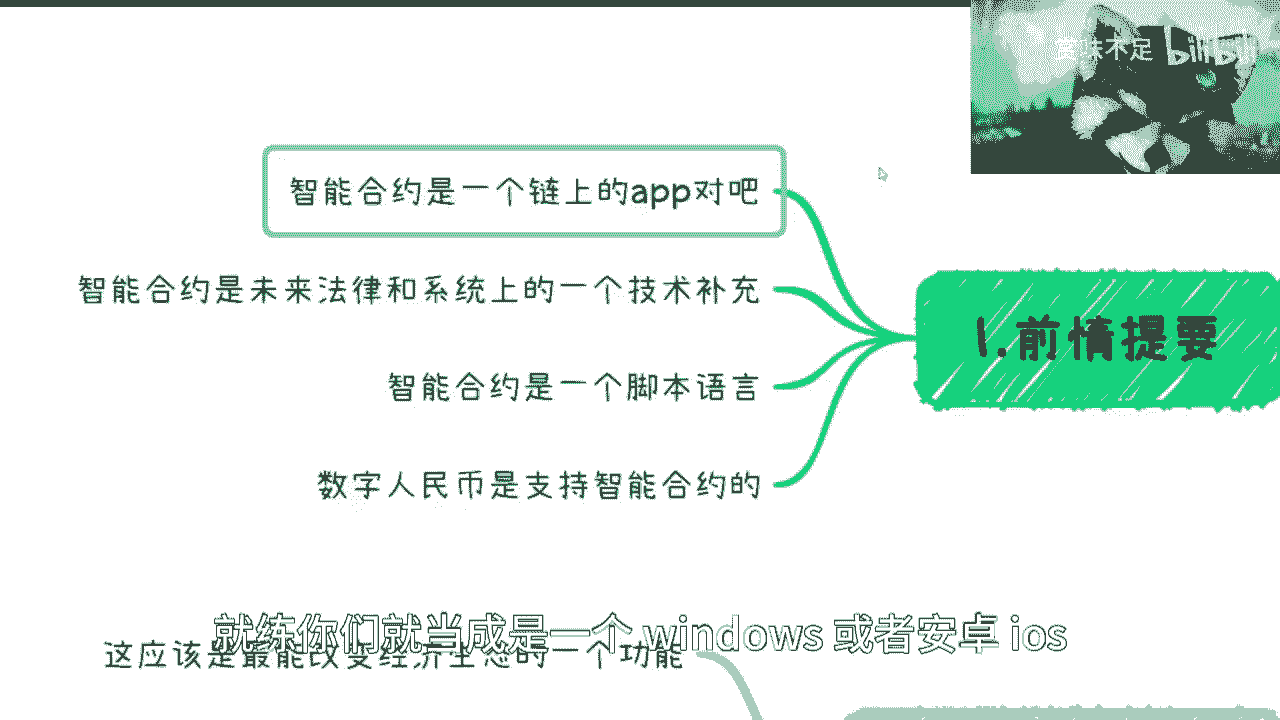 賞味不足 bilibili
智能合约是一个链上的app对吧
智能合约是未来法律和系统上的一个技术补充
1.前情提要
智能合约是一个脚本语言
数字人民币是支持智能合约的
就练你们就当成是一个 windows 或者安卓 ios
这应该是最能改变经济生态的一个功能